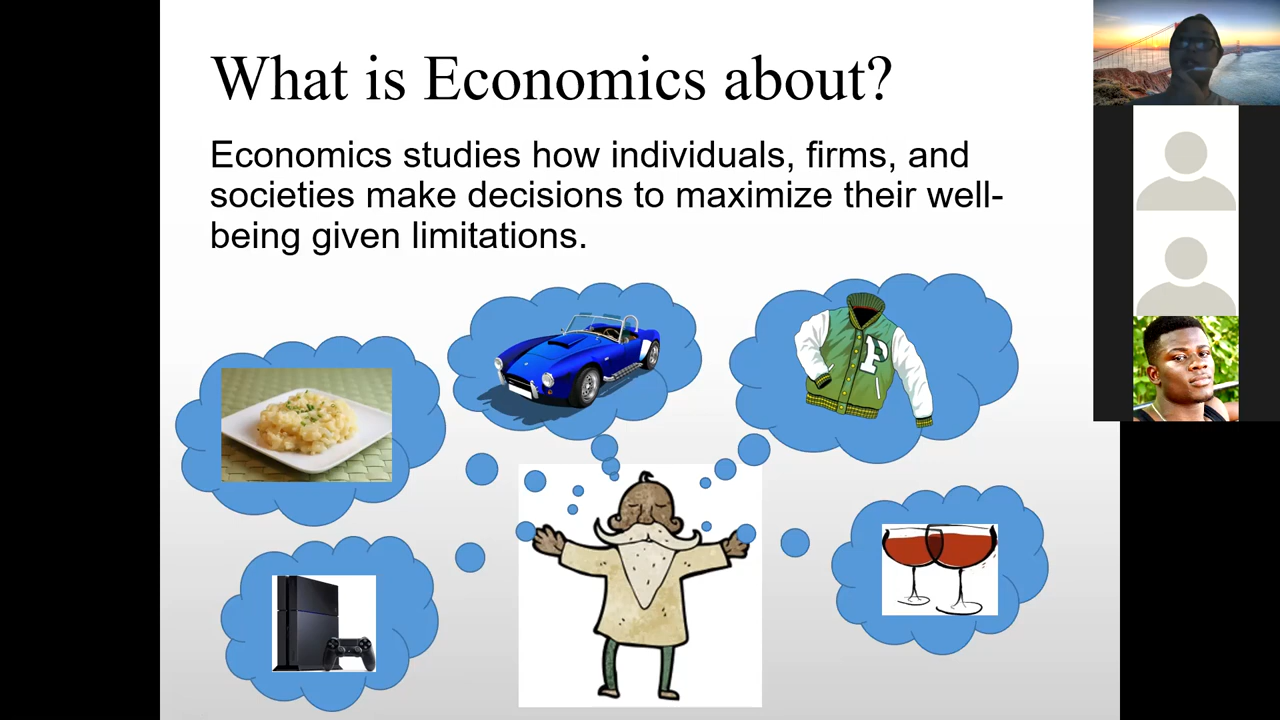 What is Economics about?
Economics studies how individuals, firms, and
societies make decisions to maximize their well-
being given limitations.
P